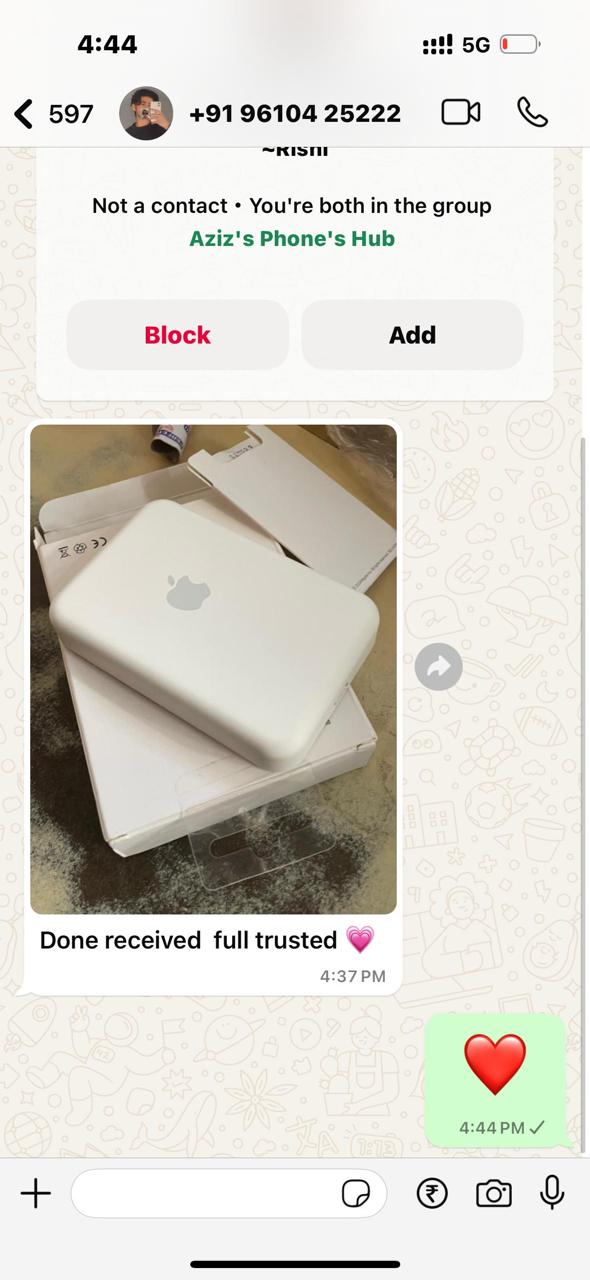 4:44
5G
597
+91 96104 25222
~Rishi
Not a contact • You're both in the group
Aziz's Phone's Hub
Block
Add
CE
Done received  full trusted 💗
4:37 PM
❤️
4:44 PM ✓